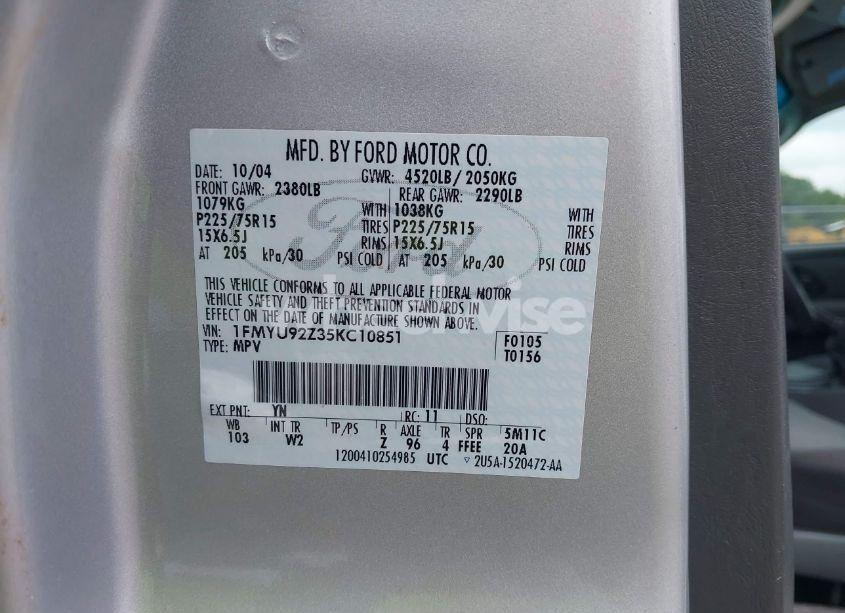 MFD. BY FORD MOTOR CO.
DATE: 10/04 GVWR: 4520LB/ 2050KG
FRONT GAWR: 2380LB REAR GAWR: 2290LB
1079KG WITH 1038KG WITH
P225/75R15 TIRES P225/75R15 TIRES
15X6.5J RIMS 15X6.5J RIMS
AT 205 kPa/30 PSI COLD AT 205 kPa/30 PSI COLD
Ford
THIS VEHICLE CONFORMS TO ALL APPLICABLE FEDERAL MOTOR
VEHICLE SAFETY AND THEFT PREVENTION STANDARDS IN
EFFECT ON THE DATE OF MANUFACTURE SHOWN ABOVE.
VIN: 1FMYU92Z35KC10851 F0105
TYPE: MPV T0156
EXT PNT: YN RC: 11 DSO:
WB INT TR TP/PS R AXLE TR SPR 5M11C
103 W2 Z 96 4 FFEE 20A
1200410254985 UTC ▽ 2U5A-1520472-AA